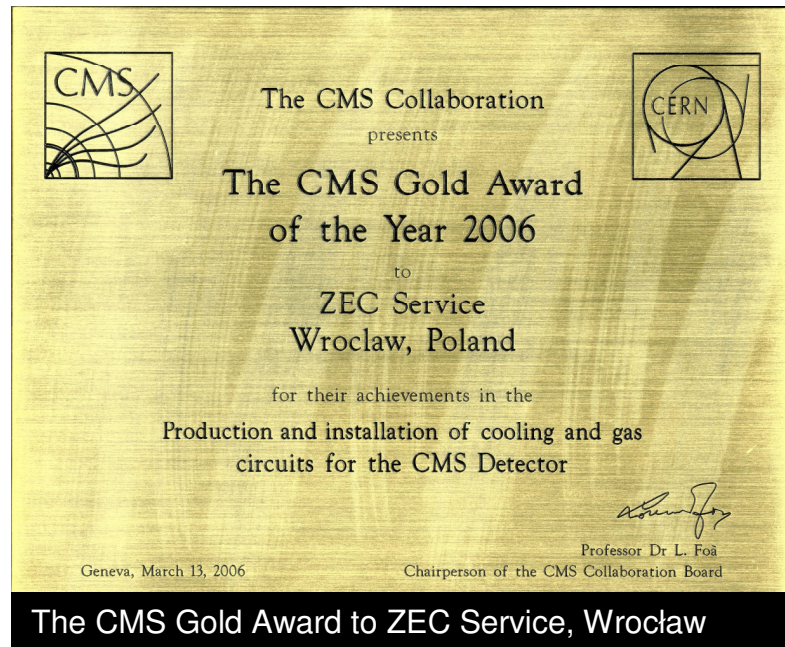 CMS
CERN
The CMS Collaboration
presents
The CMS Gold Award
of the Year 2006
to
ZEC Service
Wroclaw, Poland
for their achievements in the
Production and installation of cooling and gas
circuits for the CMS Detector
Professor Dr L. Foà
Geneva, March 13, 2006
Chairperson of the CMS Collaboration Board
The CMS Gold Award to ZEC Service, Wrocław